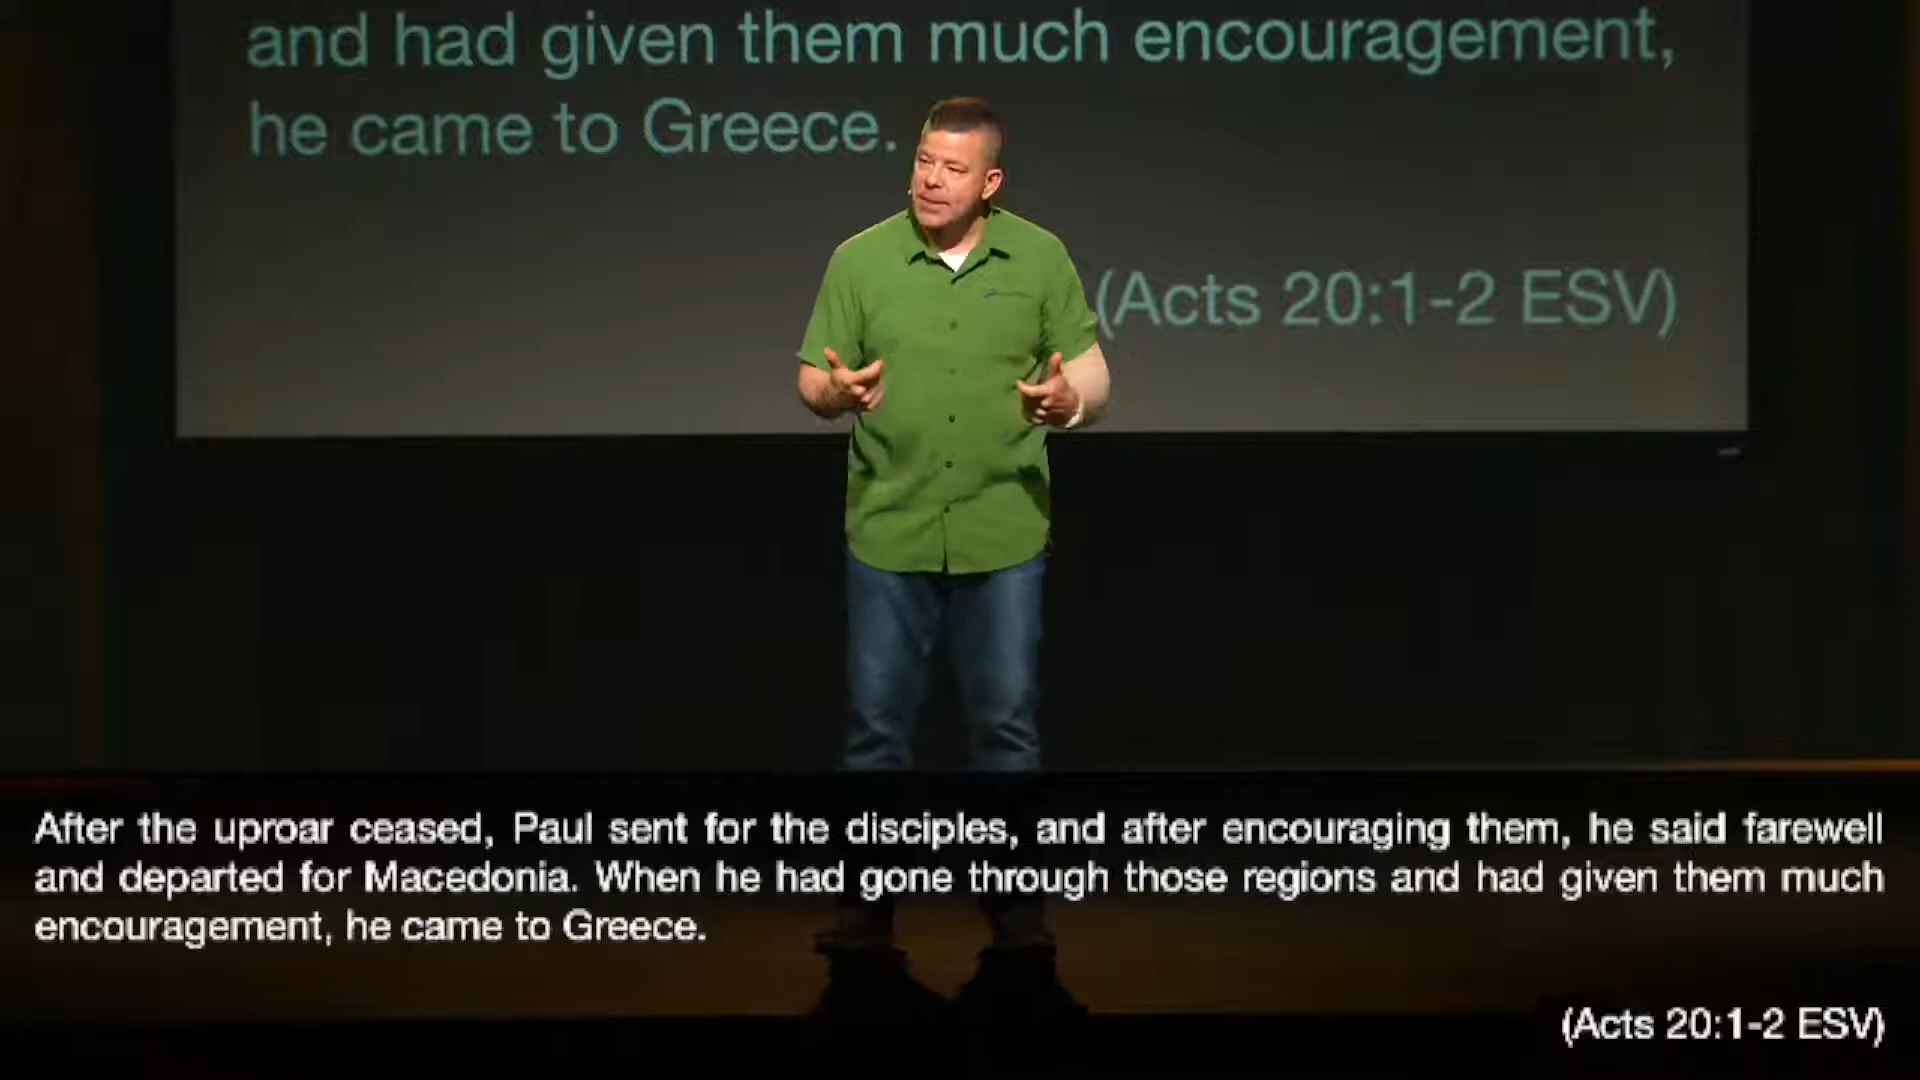 and had given them much encouragement,
he came to Greece.
(Acts 20:1-2 ESV)
After the uproar ceased, Paul sent for the disciples, and after encouraging them, he said farewell
and departed for Macedonia. When he had gone through those regions and had given them much
encouragement, he came to Greece.
(Acts 20:1-2 ESV)